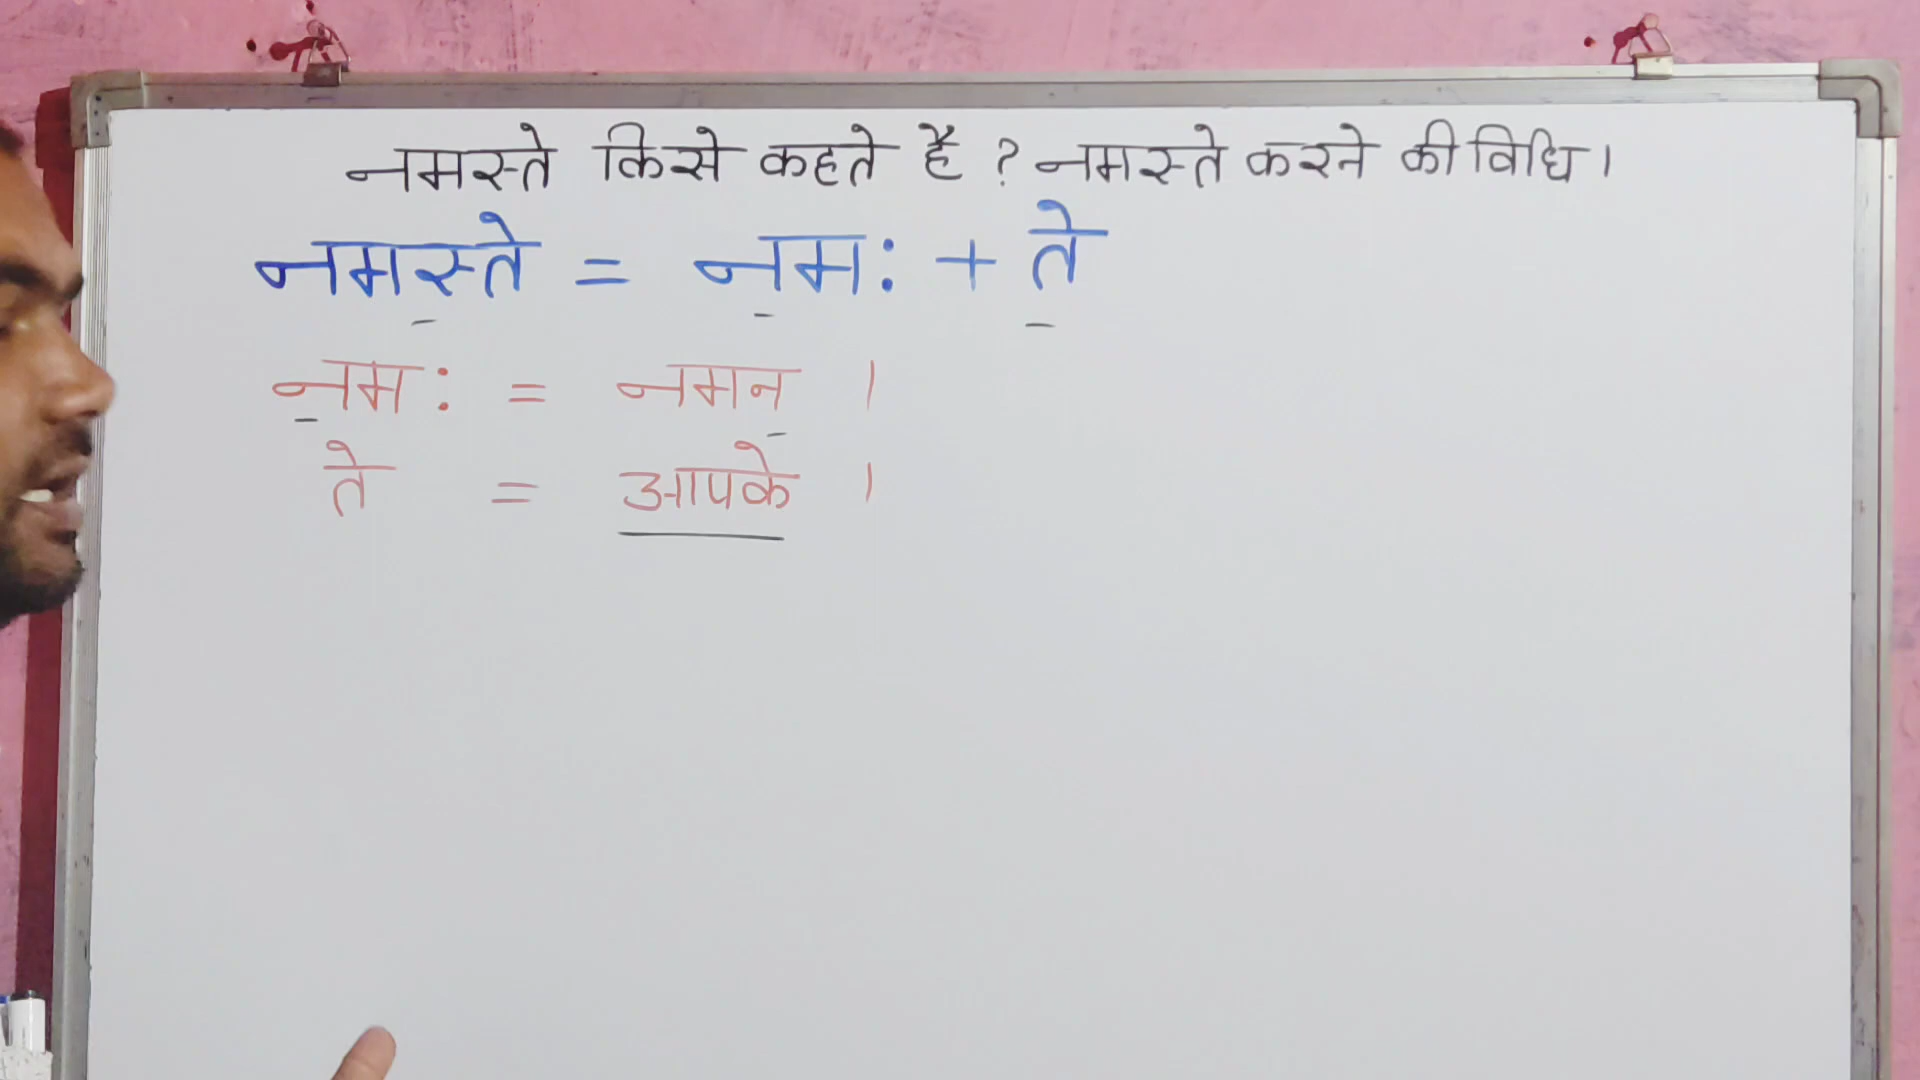 नमस्ते किसे कहते हैं ? नमस्ते करने की विधि ।
नमस्ते = नमः + ते
नमः = नमन ।
ते = आपके ।